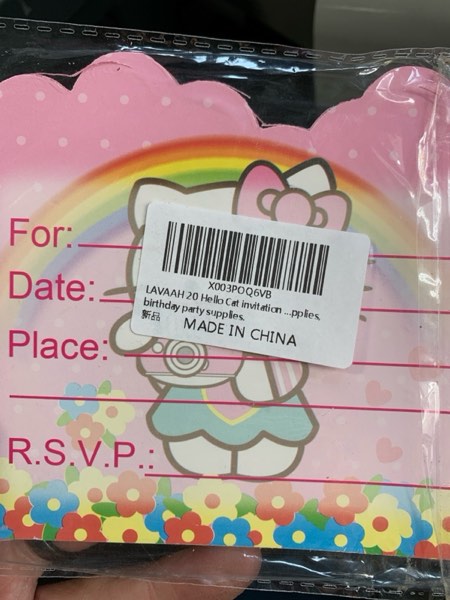 For:
X003POQ6VB
Date:
LAVAAH 20 Hello Cat invitation ...pplies,
birthday party supplies.
新品
MADE IN CHINA
Place:
R.S.V.P.: